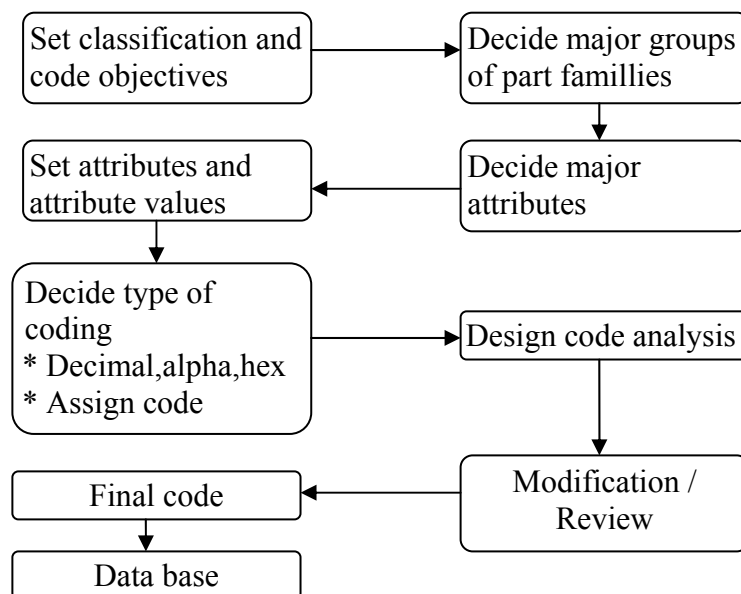 Set classification and
code objectives
Decide major groups
of part famillies
Decide major
attributes
Set attributes and
attribute values
Decide type of
coding
* Decimal,alpha,hex
* Assign code
Design code analysis
Modification /
Review
Final code
Data base